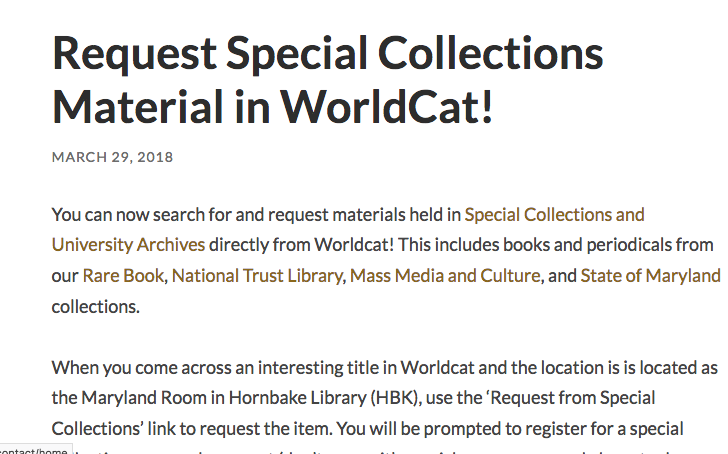 Request Special Collections
Material in WorldCat!
MARCH 29, 2018
You can now search for and request materials held in Special Collections and
University Archives directly from Worldcat! This includes books and periodicals from
our Rare Book, National Trust Library, Mass Media and Culture, and State of Maryland
collections.
When you come across an interesting title in Worldcat and the location is is located as
the Maryland Room in Hornbake Library (HBK), use the ‘Request from Special
Collections’ link to request the item. You will be prompted to register for a special
contact/home